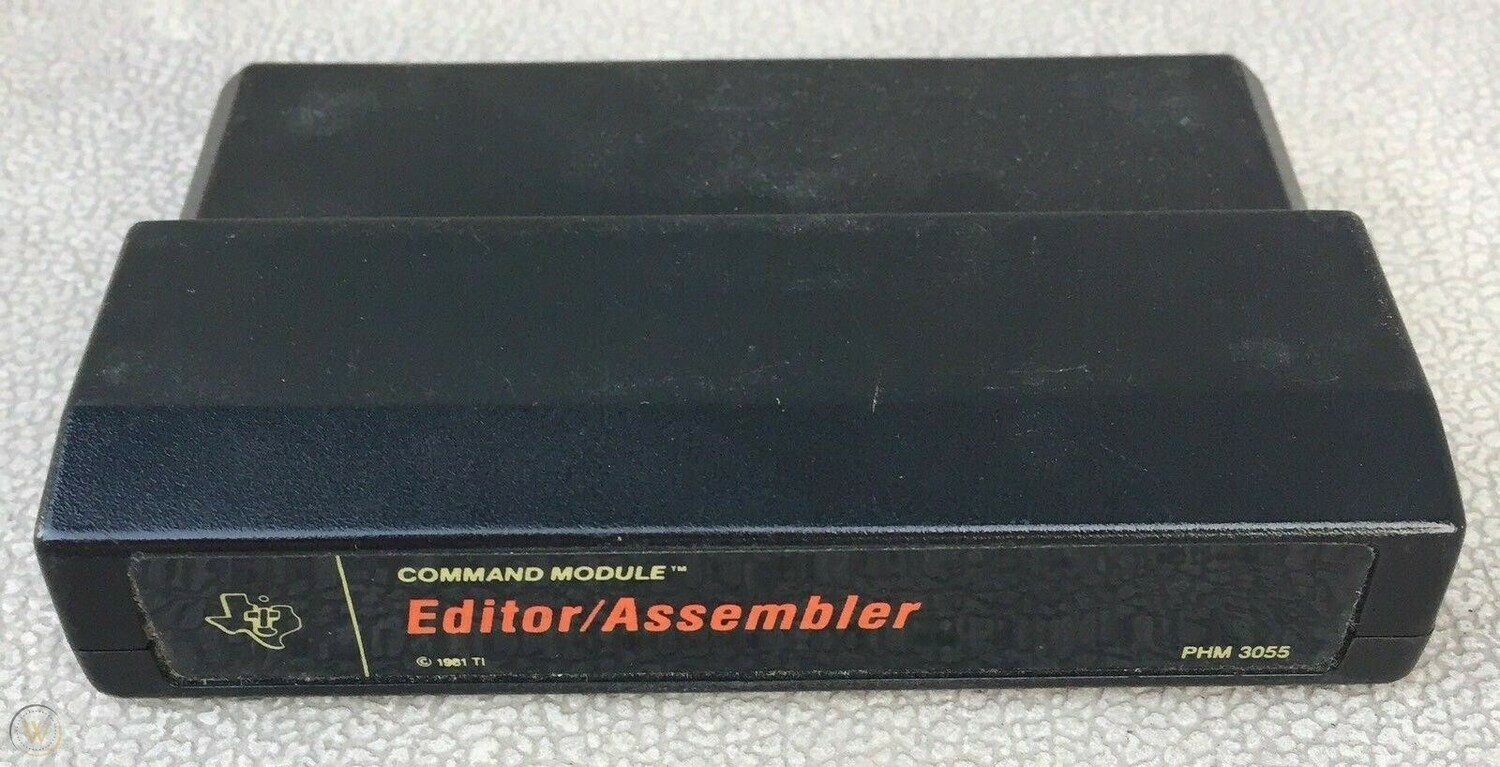 COMMAND MODULE™
Editor/Assembler
© 1981 TI
PHM 3055